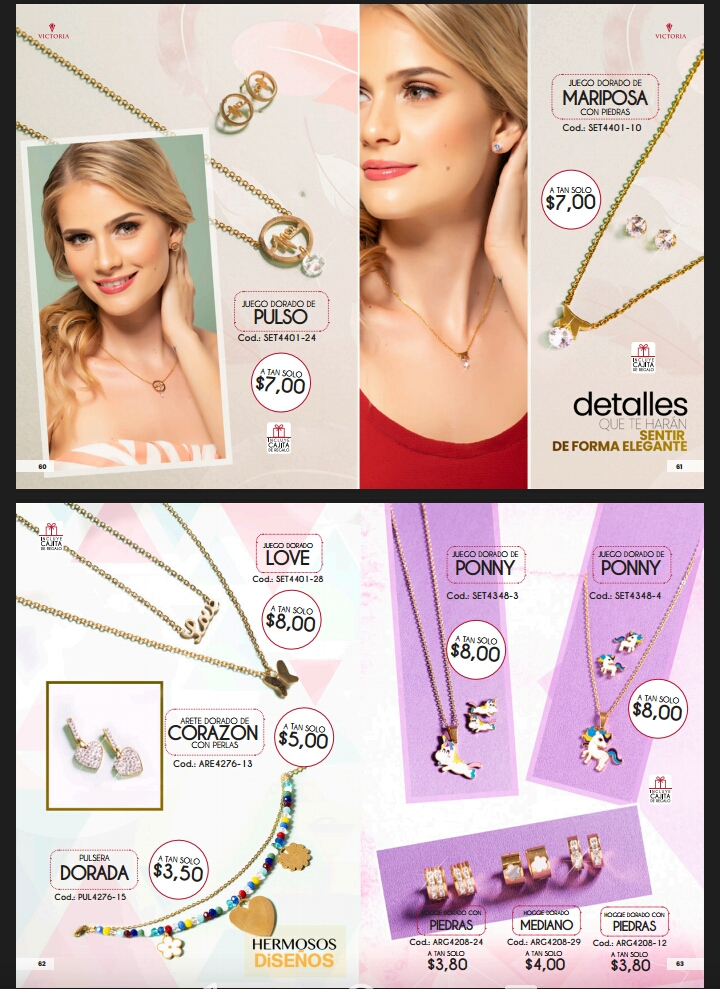 VICTORIA
JUEGO DORADO DE
PULSO
Cod.: SET4401-24
A TAN SOLO
$7,00
INCLUYE
CAJITA
DE REGALO
60
VICTORIA
JUEGO DORADO DE
MARIPOSA
CON PIEDRAS
Cod.: SET4401-10
A TAN SOLO
$7,00
INCLUYE
CAJITA
DE REGALO
detalles
QUE TE HARÁN
SENTIR
DE FORMA ELEGANTE
61
INCLUYE
CAJITA
DE REGALO
JUEGO DORADO
LOVE
Cod.: SET4401-28
A TAN SOLO
$8,00
ARETE DORADO DE
CORAZON
CON PERLAS
Cod.: ARE4276-13
A TAN SOLO
$5,00
PULSERA
DORADA
Cod.: PUL4276-15
A TAN SOLO
$3,50
HERMOSOS
DiSEÑOS
62
JUEGO DORADO DE
PONNY
Cod.: SET4348-3
A TAN SOLO
$8,00
JUEGO DORADO DE
PONNY
Cod.: SET4348-4
A TAN SOLO
$8,00
INCLUYE
CAJITA
DE REGALO
HOGGIE DORADO CON
PIEDRAS
Cod.: ARG4208-24
A TAN SOLO
$3,80
HOGGIE DORADO
MEDIANO
Cod.: ARG4208-29
A TAN SOLO
$4,00
HOGGIE DORADO CON
PIEDRAS
Cod.: ARG4208-12
A TAN SOLO
$3,80
63